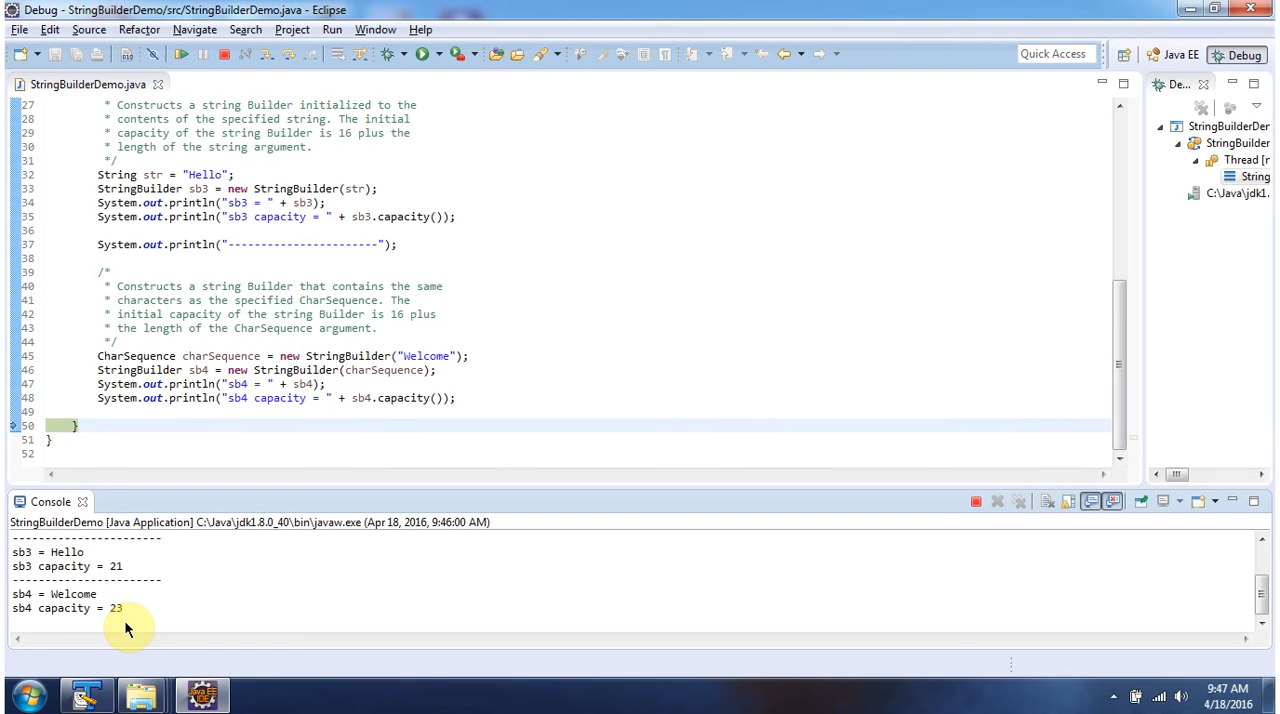 Debug - StringBuilderDemo/src/StringBuilderDemo.java - Eclipse
File Edit Source Refactor Navigate Search Project Run Window Help
Quick Access Java EE Debug
StringBuilderDemo.java
De...
27 * Constructs a string Builder initialized to the
28 * contents of the specified string. The initial
29 * capacity of the string Builder is 16 plus the
30 * length of the string argument.
31 */
32 String str = "Hello";
33 StringBuilder sb3 = new StringBuilder(str);
34 System.out.println("sb3 = " + sb3);
35 System.out.println("sb3 capacity = " + sb3.capacity());
36
37 System.out.println("-----------------------");
38
39 /*
40 * Constructs a string Builder that contains the same
41 * characters as the specified CharSequence. The
42 * initial capacity of the string Builder is 16 plus
43 * the length of the CharSequence argument.
44 */
45 CharSequence charSequence = new StringBuilder("Welcome");
46 StringBuilder sb4 = new StringBuilder(charSequence);
47 System.out.println("sb4 = " + sb4);
48 System.out.println("sb4 capacity = " + sb4.capacity());
49
50 }
51 }
52
StringBuilderDer
StringBuilder
Thread [r
String
C:\Java\jdk1.
Console
StringBuilderDemo [Java Application] C:\Java\jdk1.8.0_40\bin\javaw.exe (Apr 18, 2016, 9:46:00 AM)
-----------------------
sb3 = Hello
sb3 capacity = 21
-----------------------
sb4 = Welcome
sb4 capacity = 23
Java EE
IDE
9:47 AM
4/18/2016